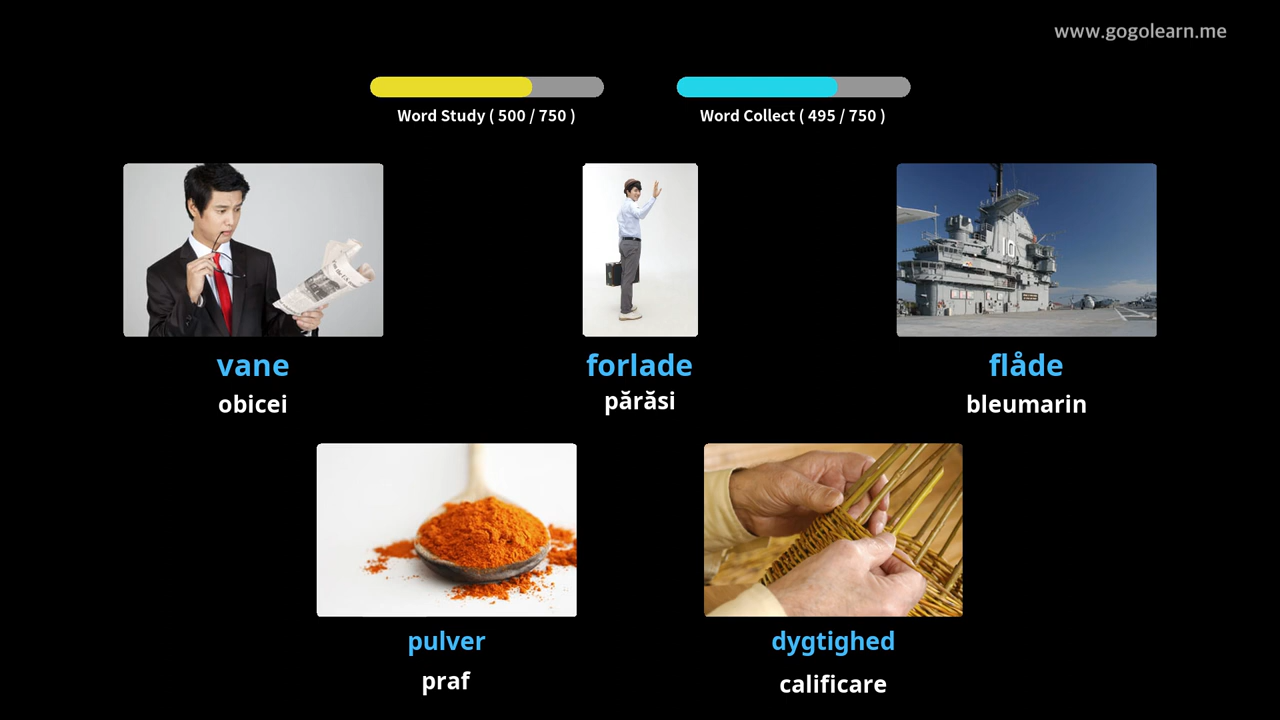 www.gogolearn.me
Word Study ( 500 / 750 )
Word Collect ( 495 / 750 )
vane
obicei
forlade
părăsi
flåde
bleumarin
pulver
praf
dygtighed
calificare
16